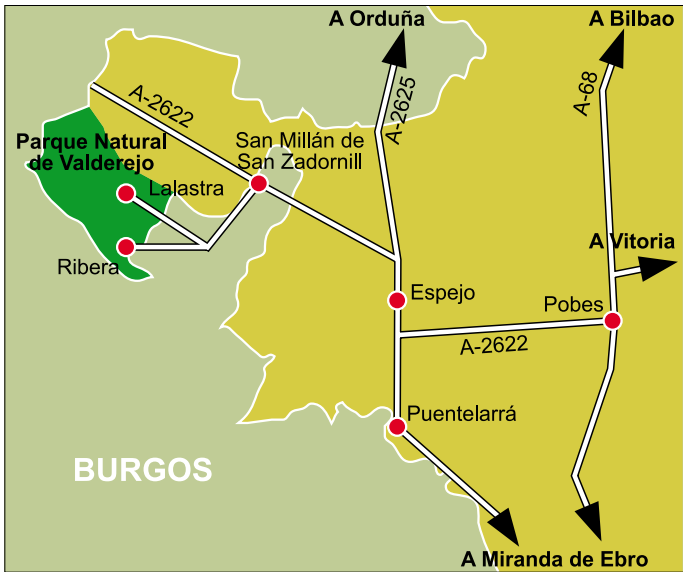 A Orduña
A Bilbao
A-2622
A-2625
A-68
Parque Natural
de Valderejo
San Millán de
San Zadornill
Lalastra
Ribera
A Vitoria
Espejo
Pobes
A-2622
Puentelarrá
BURGOS
A Miranda de Ebro